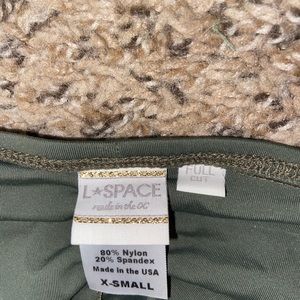 L★SPACE
made in the OC
FULL
CUT
80% Nylon
20% Spandex
Made in the USA
X-SMALL